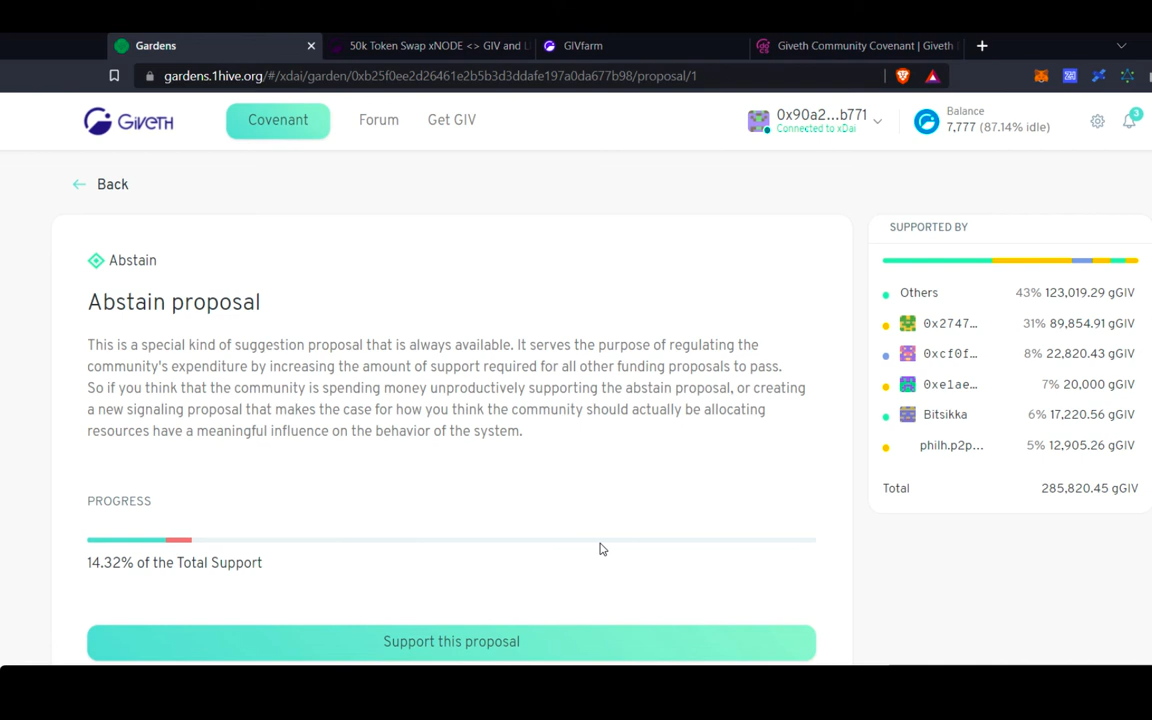 Gardens
50k Token Swap xNODE <> GIV and L
GIVfarm
Giveth Community Covenant | Giveth
gardens.1hive.org/#/xdai/garden/0xb25f0ee2d26461e2b5b3d3ddafe197a0da677b98/proposal/1
GIVETH
Covenant
Forum
Get GIV
0x90a2...b771
Connected to xDai
Balance
7,777 (87.14% idle)
3
Back
Abstain
Abstain proposal
This is a special kind of suggestion proposal that is always available. It serves the purpose of regulating the
community's expenditure by increasing the amount of support required for all other funding proposals to pass.
So if you think that the community is spending money unproductively supporting the abstain proposal, or creating
a new signaling proposal that makes the case for how you think the community should actually be allocating
resources have a meaningful influence on the behavior of the system.
PROGRESS
14.32% of the Total Support
Support this proposal
SUPPORTED BY
Others 43% 123,019.29 gGIV
0x2747... 31% 89,854.91 gGIV
0xcf0f... 8% 22,820.43 gGIV
0xe1ae... 7% 20,000 gGIV
Bitsikka 6% 17,220.56 gGIV
philh.p2p... 5% 12,905.26 gGIV
Total 285,820.45 gGIV